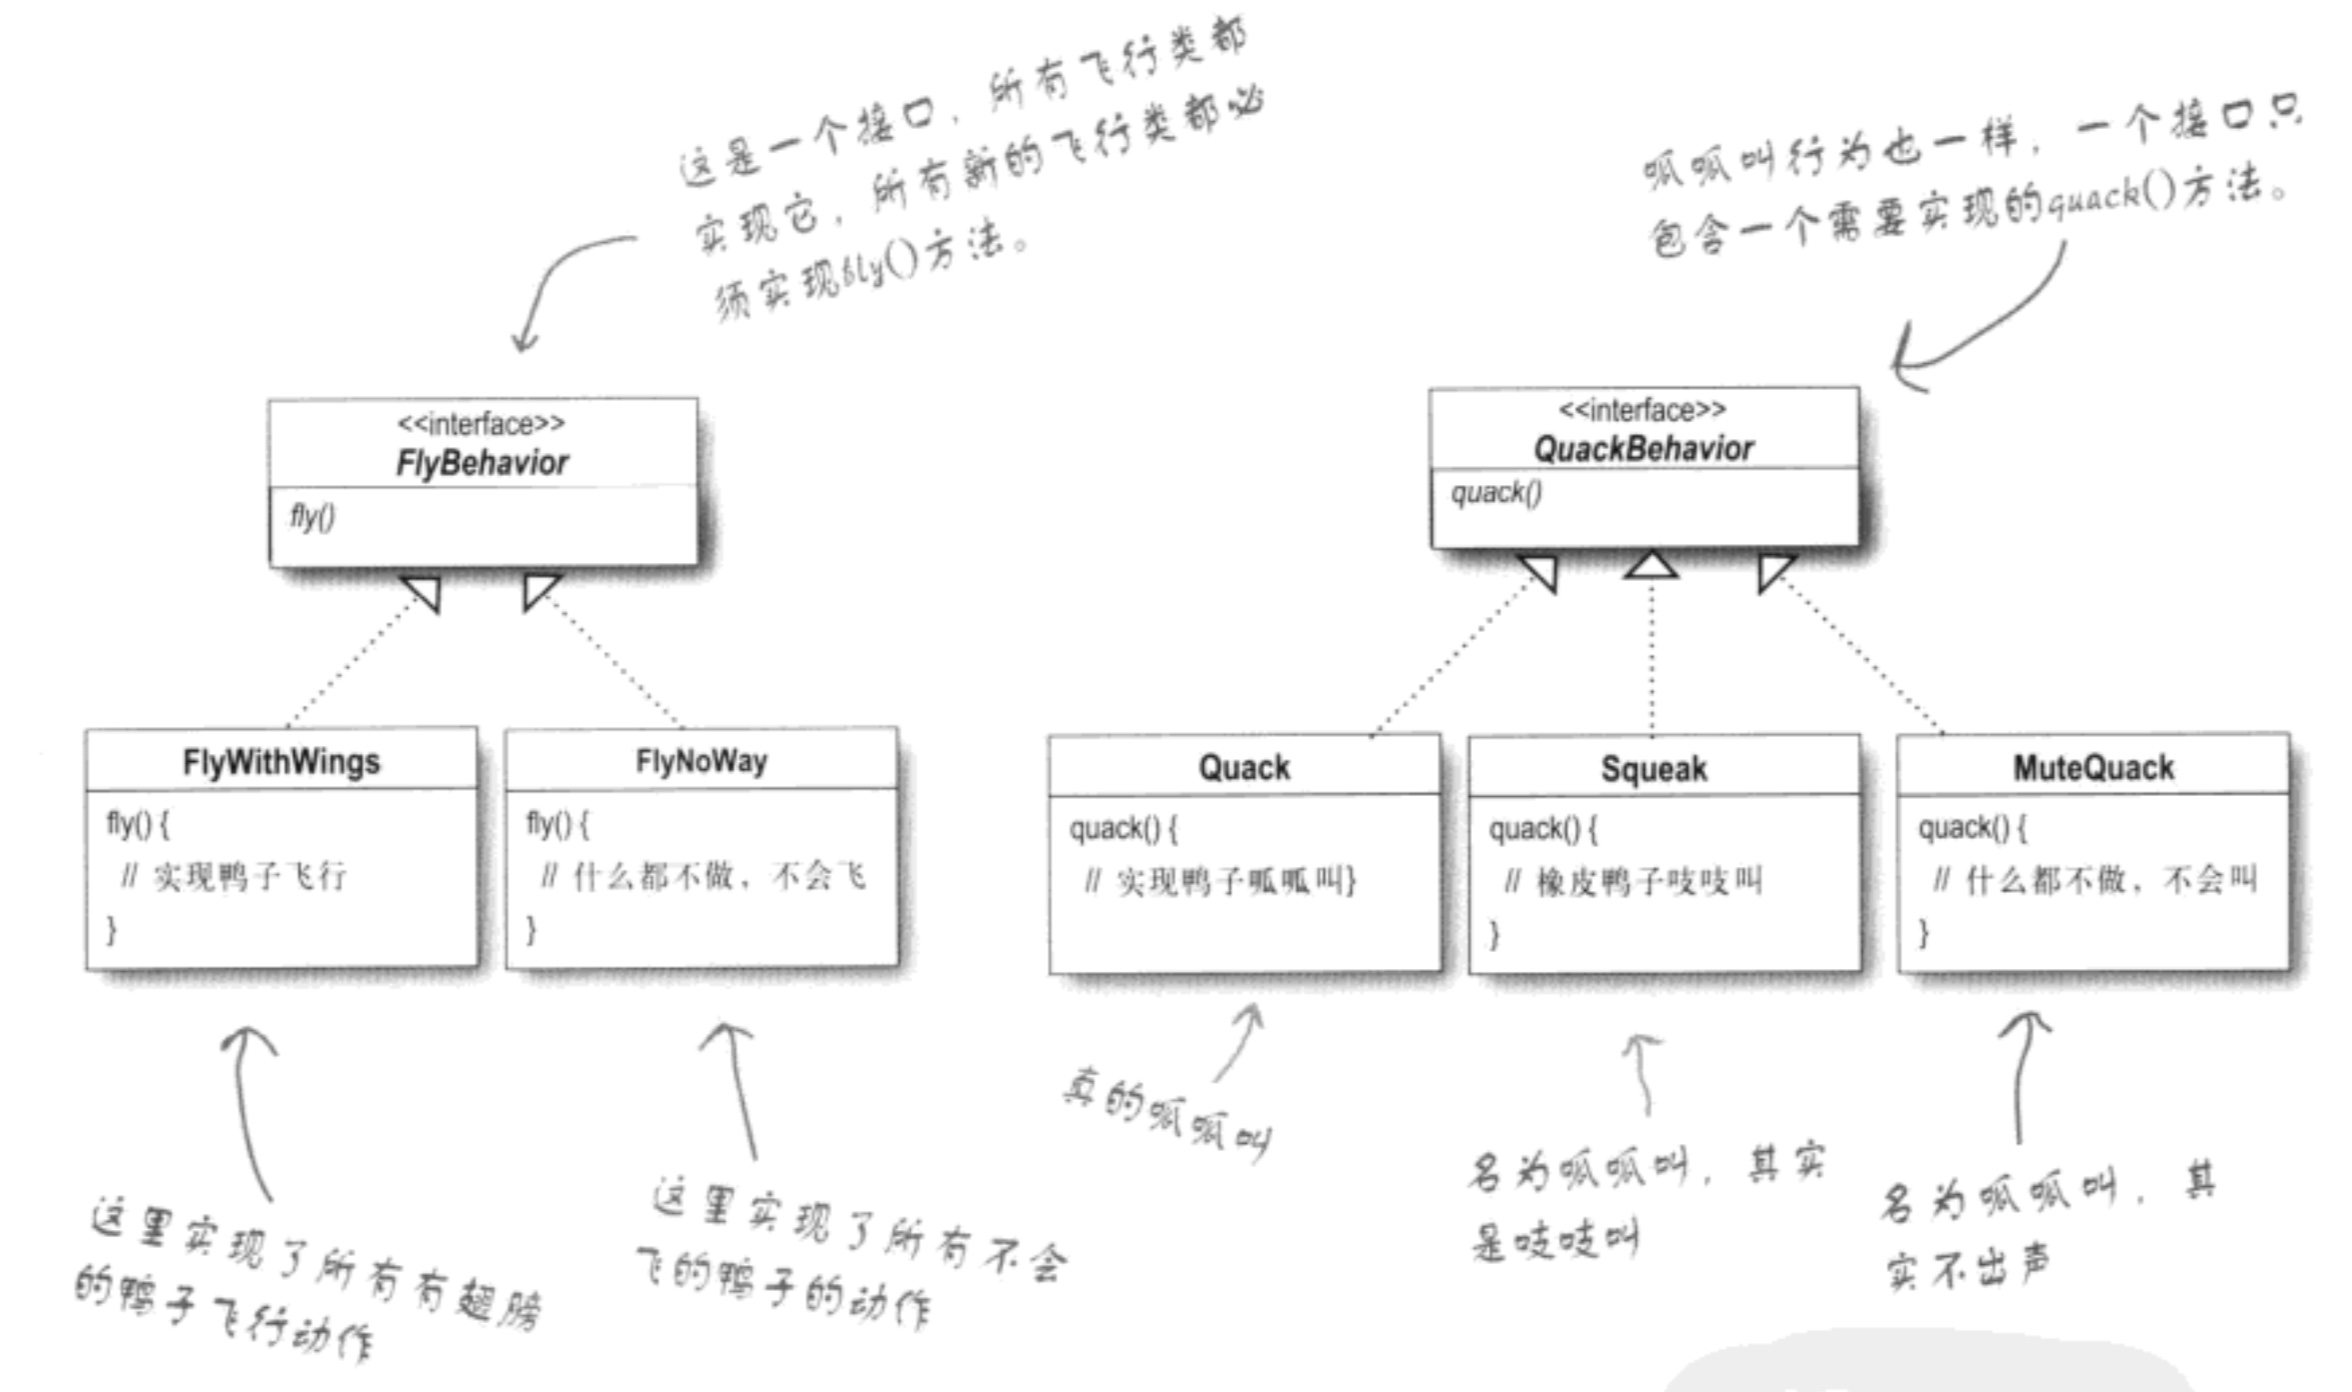 这是一个接口，所有飞行类都
实现它，所有新的飞行类都必
须实现fly()方法。
呱呱叫行为也一样，一个接口只
包含一个需要实现的quack()方法。
<<interface>>
FlyBehavior
fly()
<<interface>>
QuackBehavior
quack()
FlyWithWings
fly() {
// 实现鸭子飞行
}
FlyNoWay
fly() {
// 什么都不做，不会飞
}
Quack
quack() {
// 实现鸭子呱呱叫}
Squeak
quack() {
// 橡皮鸭子吱吱叫
}
MuteQuack
quack() {
// 什么都不做，不会叫
}
这里实现了所有有翅膀
的鸭子飞行动作
这里实现了所有不会
飞的鸭子的动作
真的呱呱叫
名为呱呱叫，其实
是吱吱叫
名为呱呱叫，其
实不出声